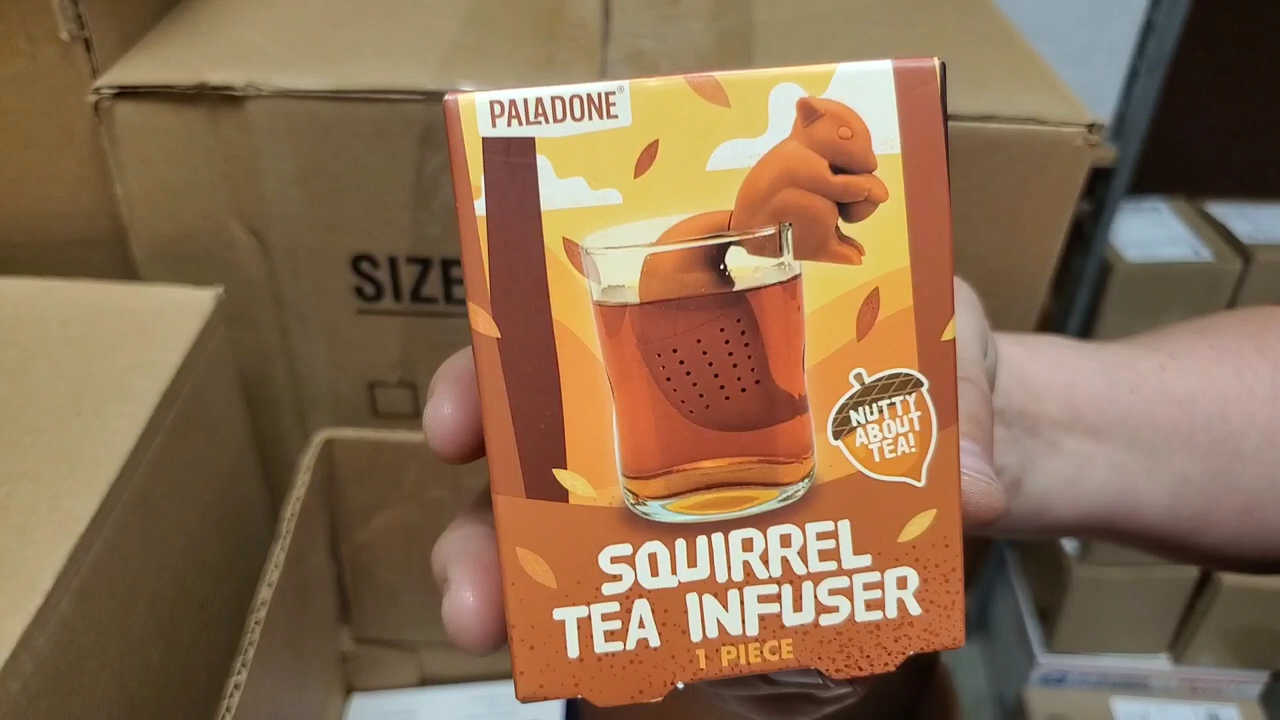 PALADONE®
SIZE
NUTTY
ABOUT
TEA!
SQUIRREL
TEA INFUSER
1 PIECE